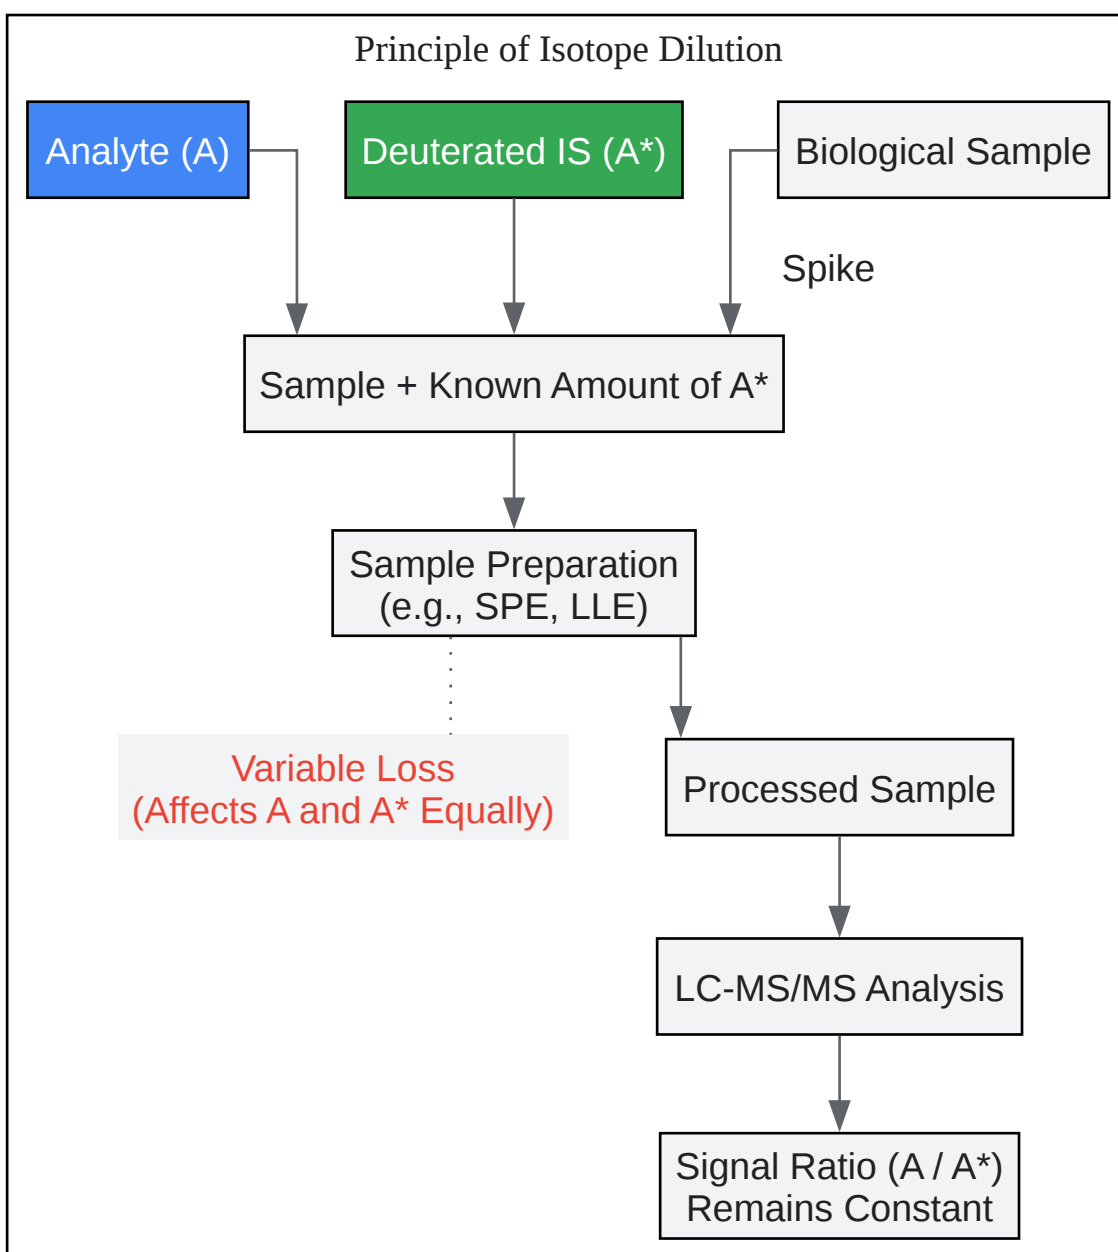 Principle of Isotope Dilution
Analyte (A)
Deuterated IS (A*)
Biological Sample
Spike
Sample + Known Amount of A*
Sample Preparation
(e.g., SPE, LLE)
Variable Loss
(Affects A and A* Equally)
Processed Sample
LC-MS/MS Analysis
Signal Ratio (A / A*)
Remains Constant